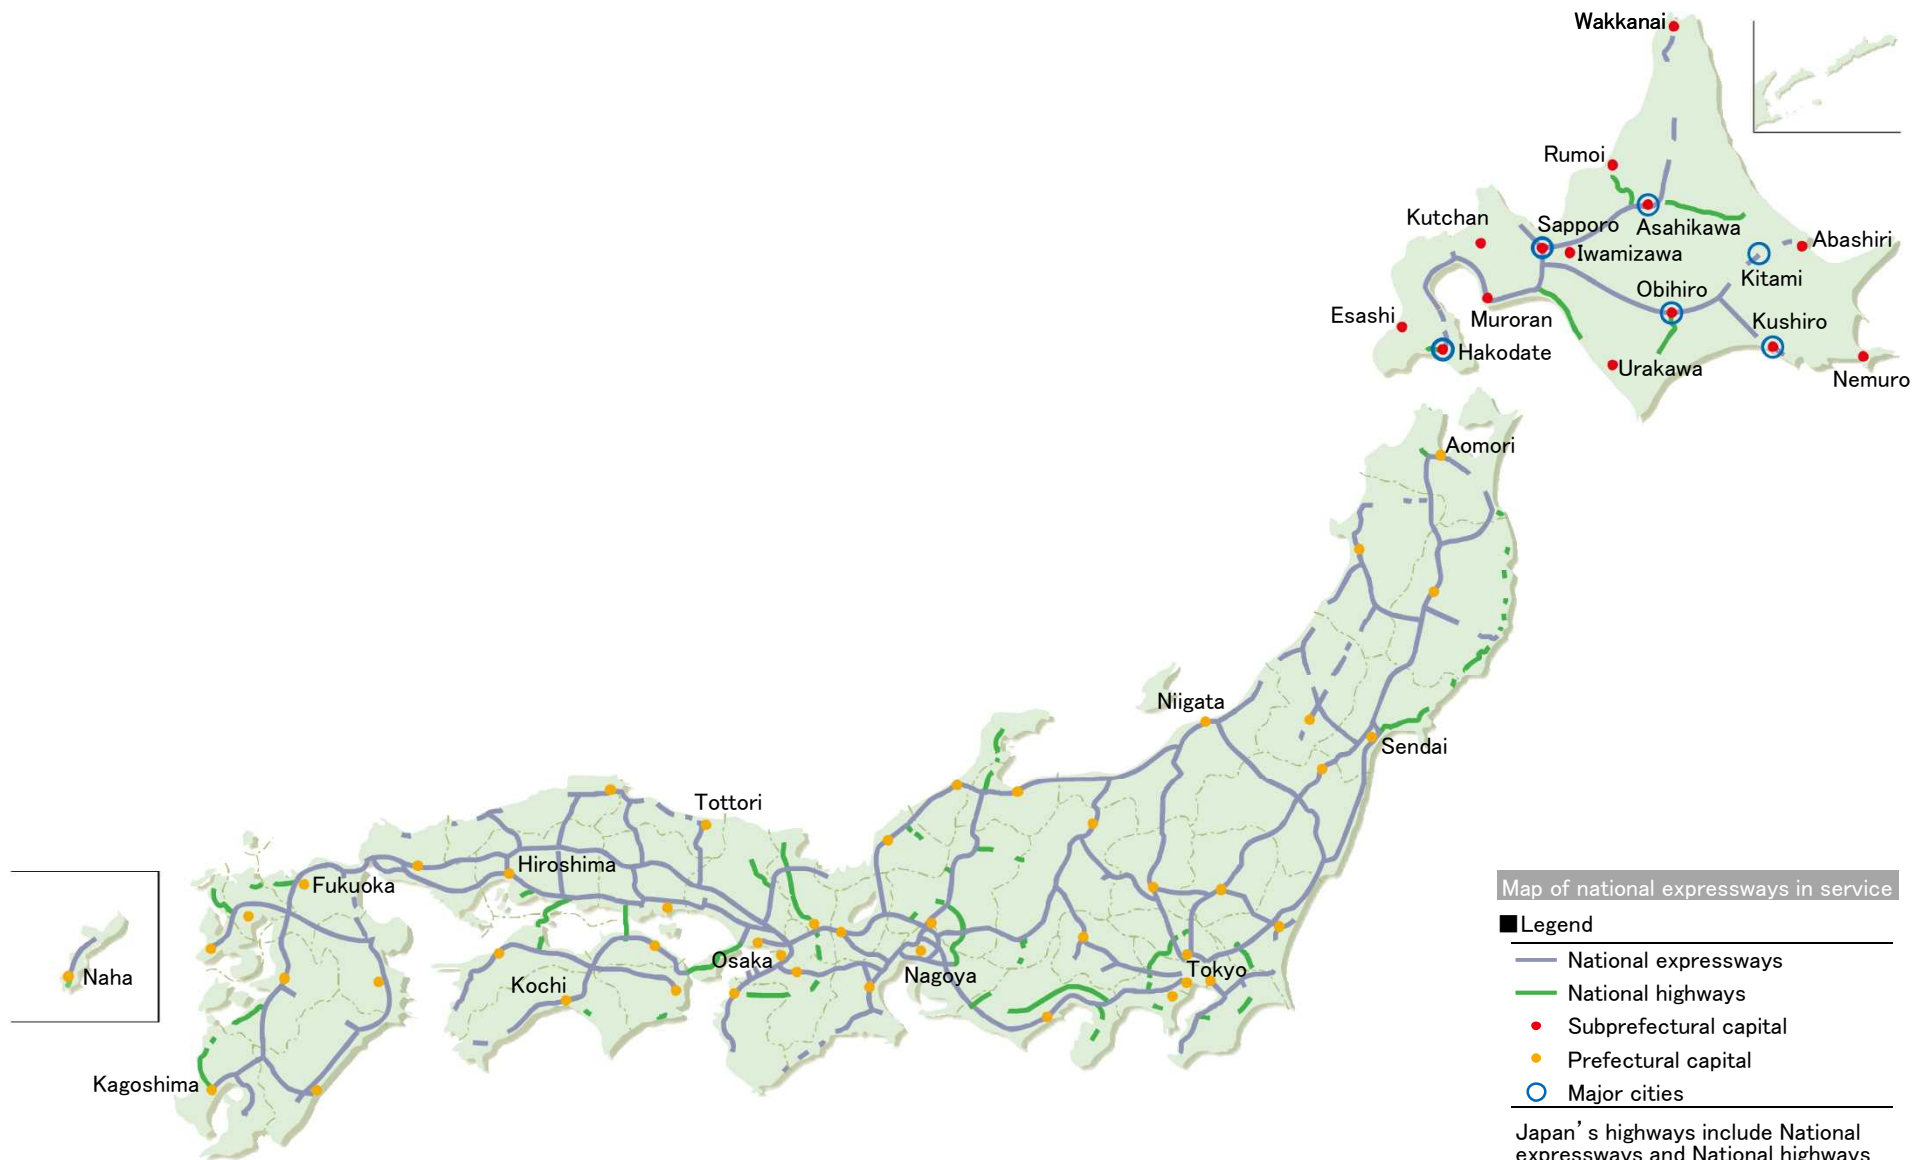 Wakkanai
Rumoi
Kutchan
Sapporo
Asahikawa
Abashiri
Iwamizawa
Kitami
Obihiro
Esashi
Muroran
Kushiro
Hakodate
Urakawa
Nemuro
Aomori
Niigata
Sendai
Tottori
Hiroshima
Fukuoka
Osaka
Nagoya
Tokyo
Naha
Kochi
Kagoshima
Map of national expressways in service
■Legend
National expressways
National highways
Subprefectural capital
Prefectural capital
Major cities
Japan’s highways include National
expressways and National highways